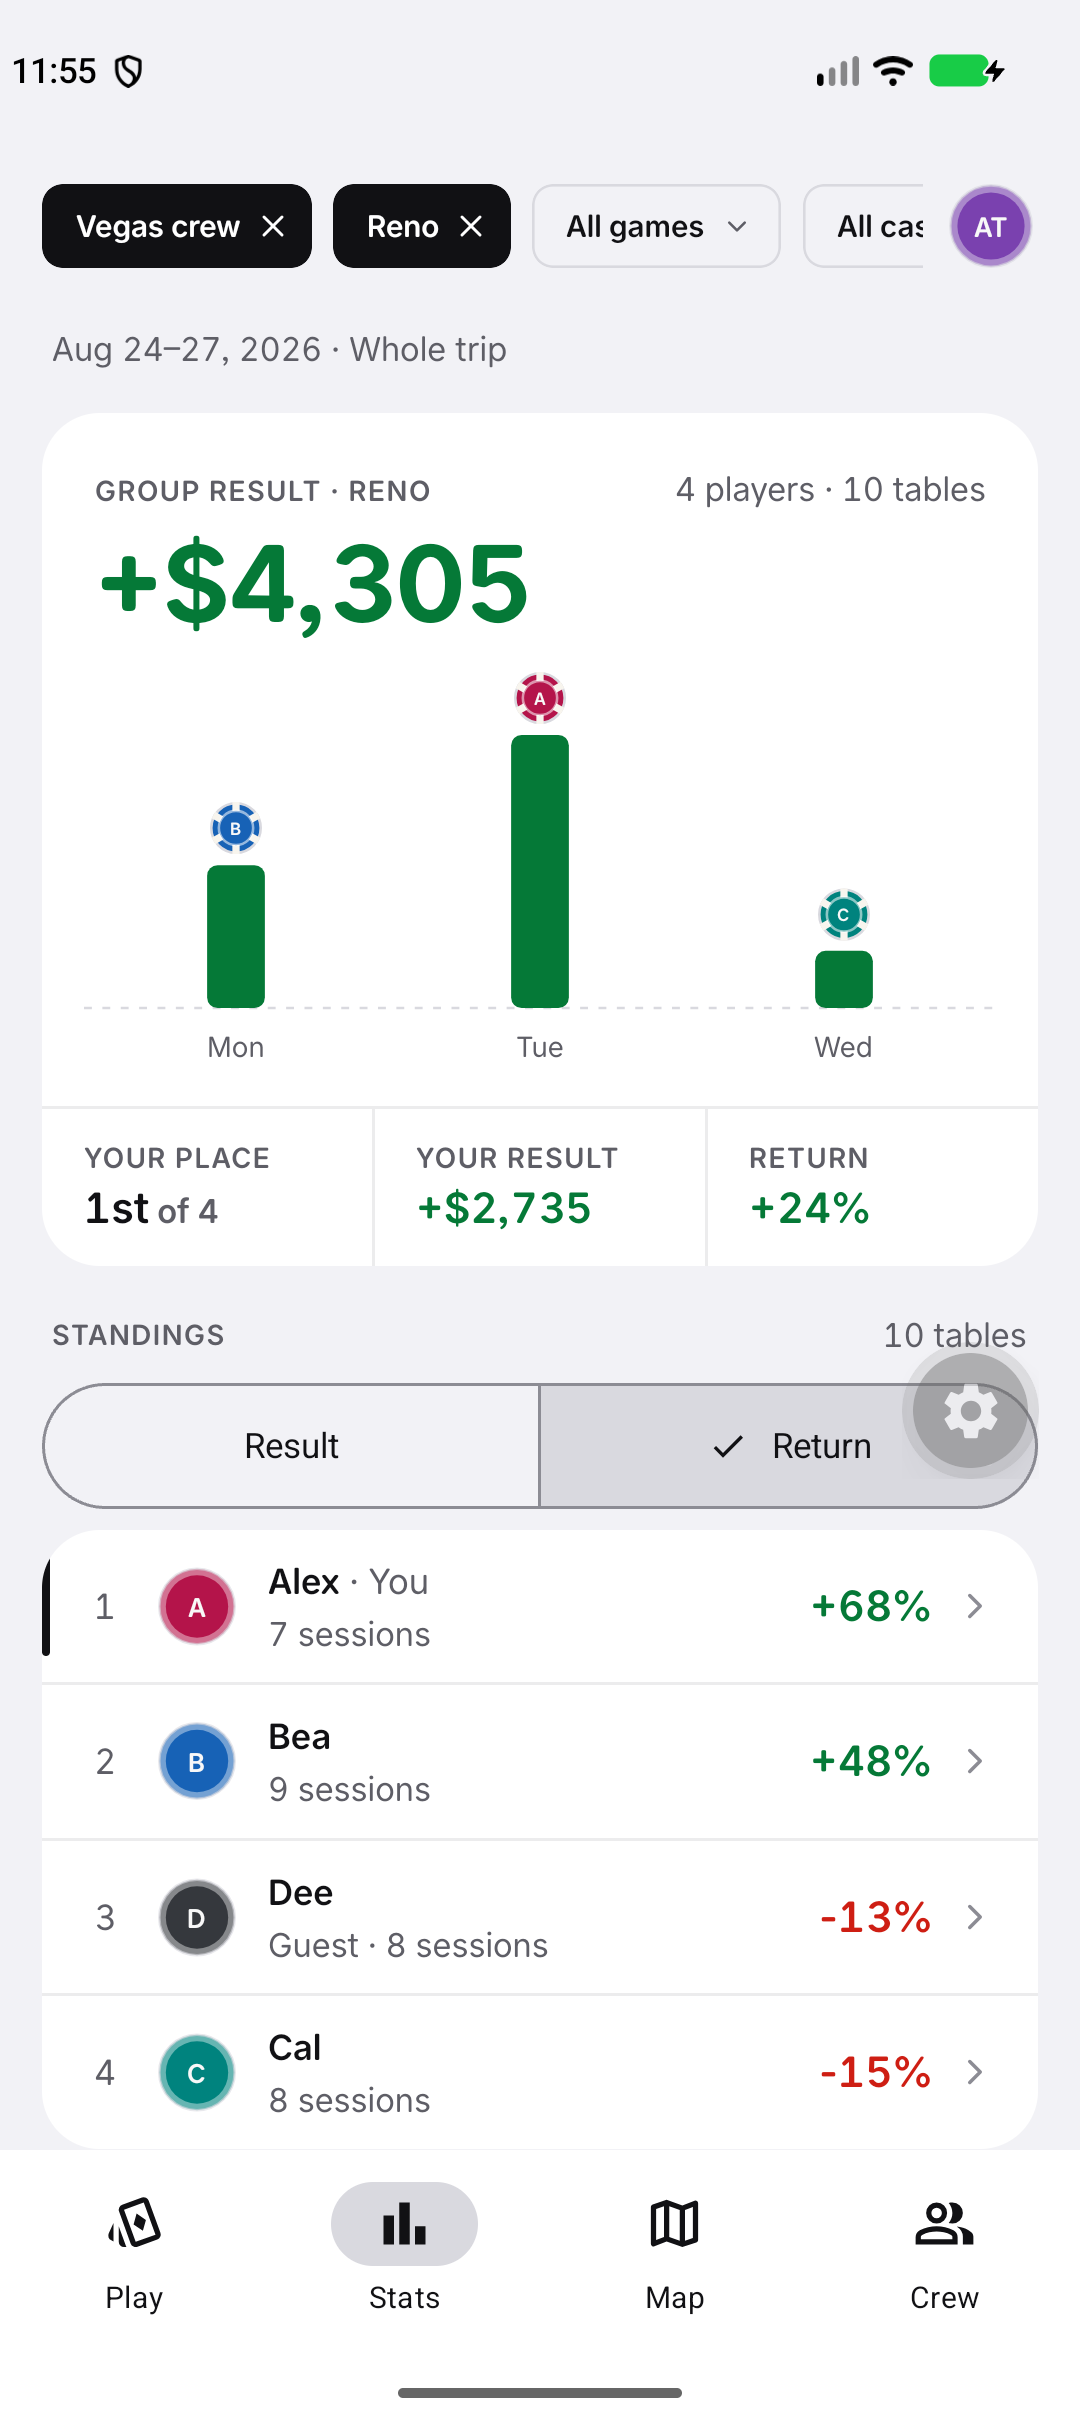 11:55
Vegas crew
Reno
All games
All cas
AT
Aug 24–27, 2026 · Whole trip
GROUP RESULT · RENO
4 players · 10 tables
+$4,305
A
B
C
Mon
Tue
Wed
YOUR PLACE
1st of 4
YOUR RESULT
+$2,735
RETURN
+24%
STANDINGS
10 tables
Result
Return
1
A
Alex · You
7 sessions
+68%
2
B
Bea
9 sessions
+48%
3
D
Dee
Guest · 8 sessions
-13%
4
C
Cal
8 sessions
-15%
Play
Stats
Map
Crew